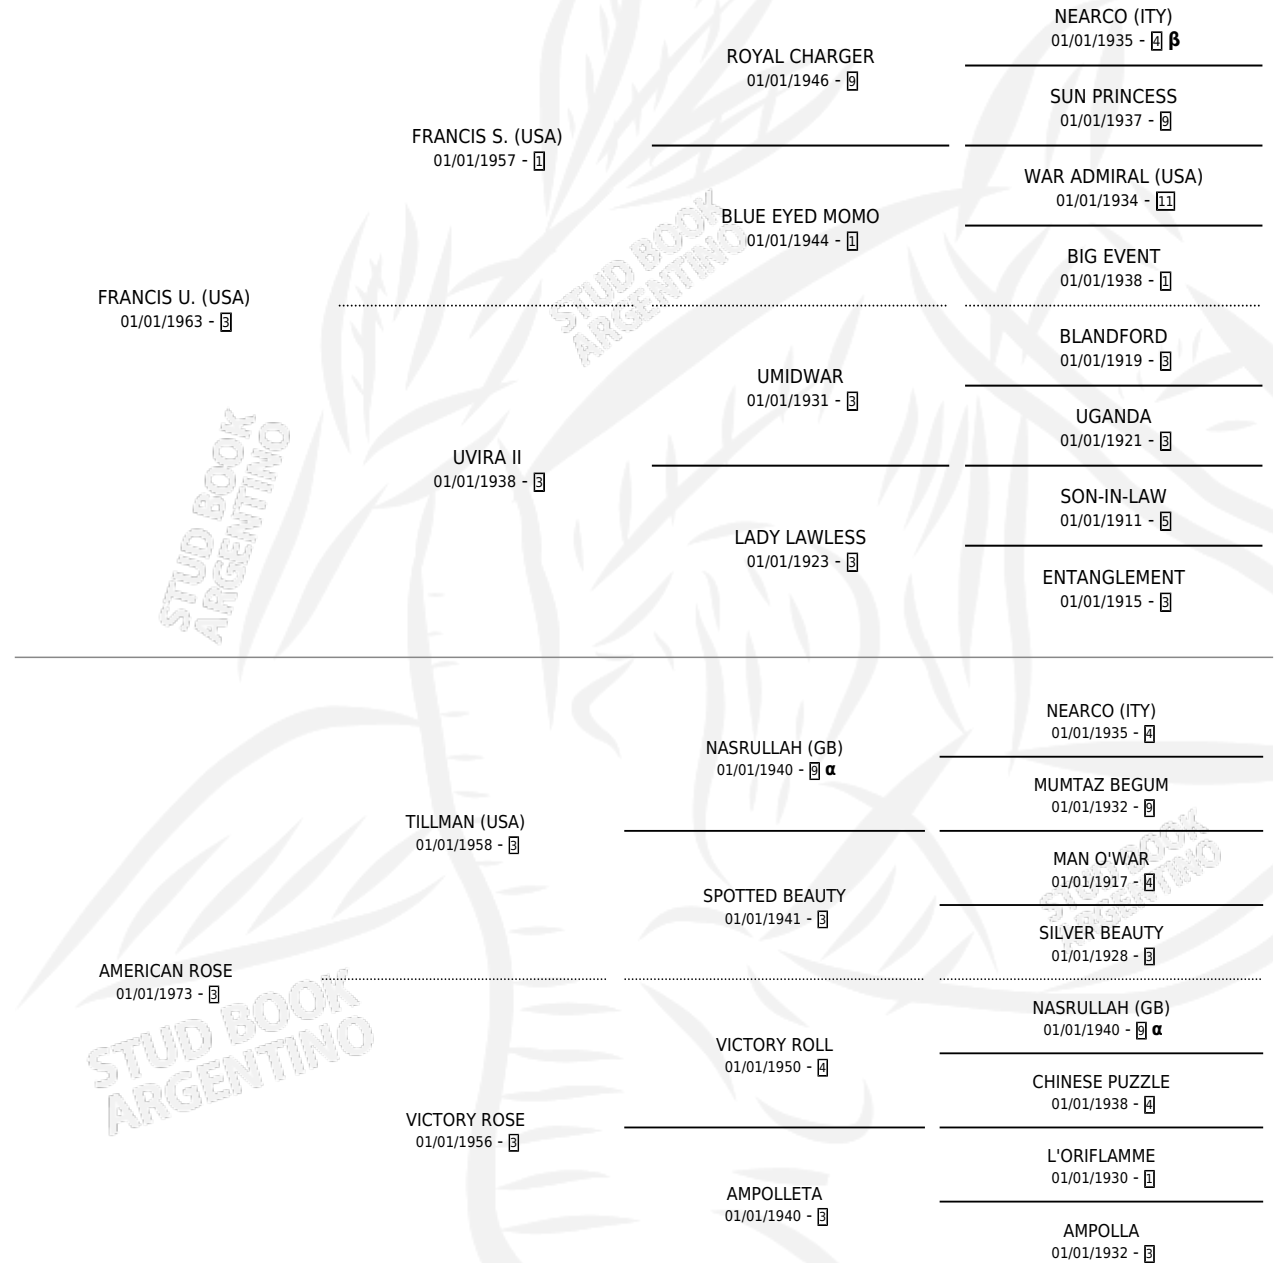 NEARCO (ITY)
01/01/1935 - 4 β
ROYAL CHARGER
01/01/1946 - 9
SUN PRINCESS
01/01/1937 - 9
FRANCIS S. (USA)
01/01/1957 - 1
WAR ADMIRAL (USA)
01/01/1934 - 11
BLUE EYED MOMO
01/01/1944 - 1
BIG EVENT
01/01/1938 - 1
FRANCIS U. (USA)
01/01/1963 - 3
BLANDFORD
01/01/1919 - 3
UMIDWAR
01/01/1931 - 3
UGANDA
01/01/1921 - 3
UVIRA II
01/01/1938 - 3
SON-IN-LAW
01/01/1911 - 5
LADY LAWLESS
01/01/1923 - 3
ENTANGLEMENT
01/01/1915 - 3
NEARCO (ITY)
01/01/1935 - 4
NASRULLAH (GB)
01/01/1940 - 9 α
MUMTAZ BEGUM
01/01/1932 - 9
TILLMAN (USA)
01/01/1958 - 3
MAN O'WAR
01/01/1917 - 4
SPOTTED BEAUTY
01/01/1941 - 3
SILVER BEAUTY
01/01/1928 - 3
AMERICAN ROSE
01/01/1973 - 3
NASRULLAH (GB)
01/01/1940 - 9 α
VICTORY ROLL
01/01/1950 - 4
CHINESE PUZZLE
01/01/1938 - 4
VICTORY ROSE
01/01/1956 - 3
L'ORIFLAMME
01/01/1930 - 1
AMPOLLETA
01/01/1940 - 3
AMPOLLA
01/01/1932 - 3
STUD BOOK
ARGENTINO
STUD BOOK
ARGENTINO
STUD BOOK
ARGENTINO
STUD BOOK
ARGENTINO